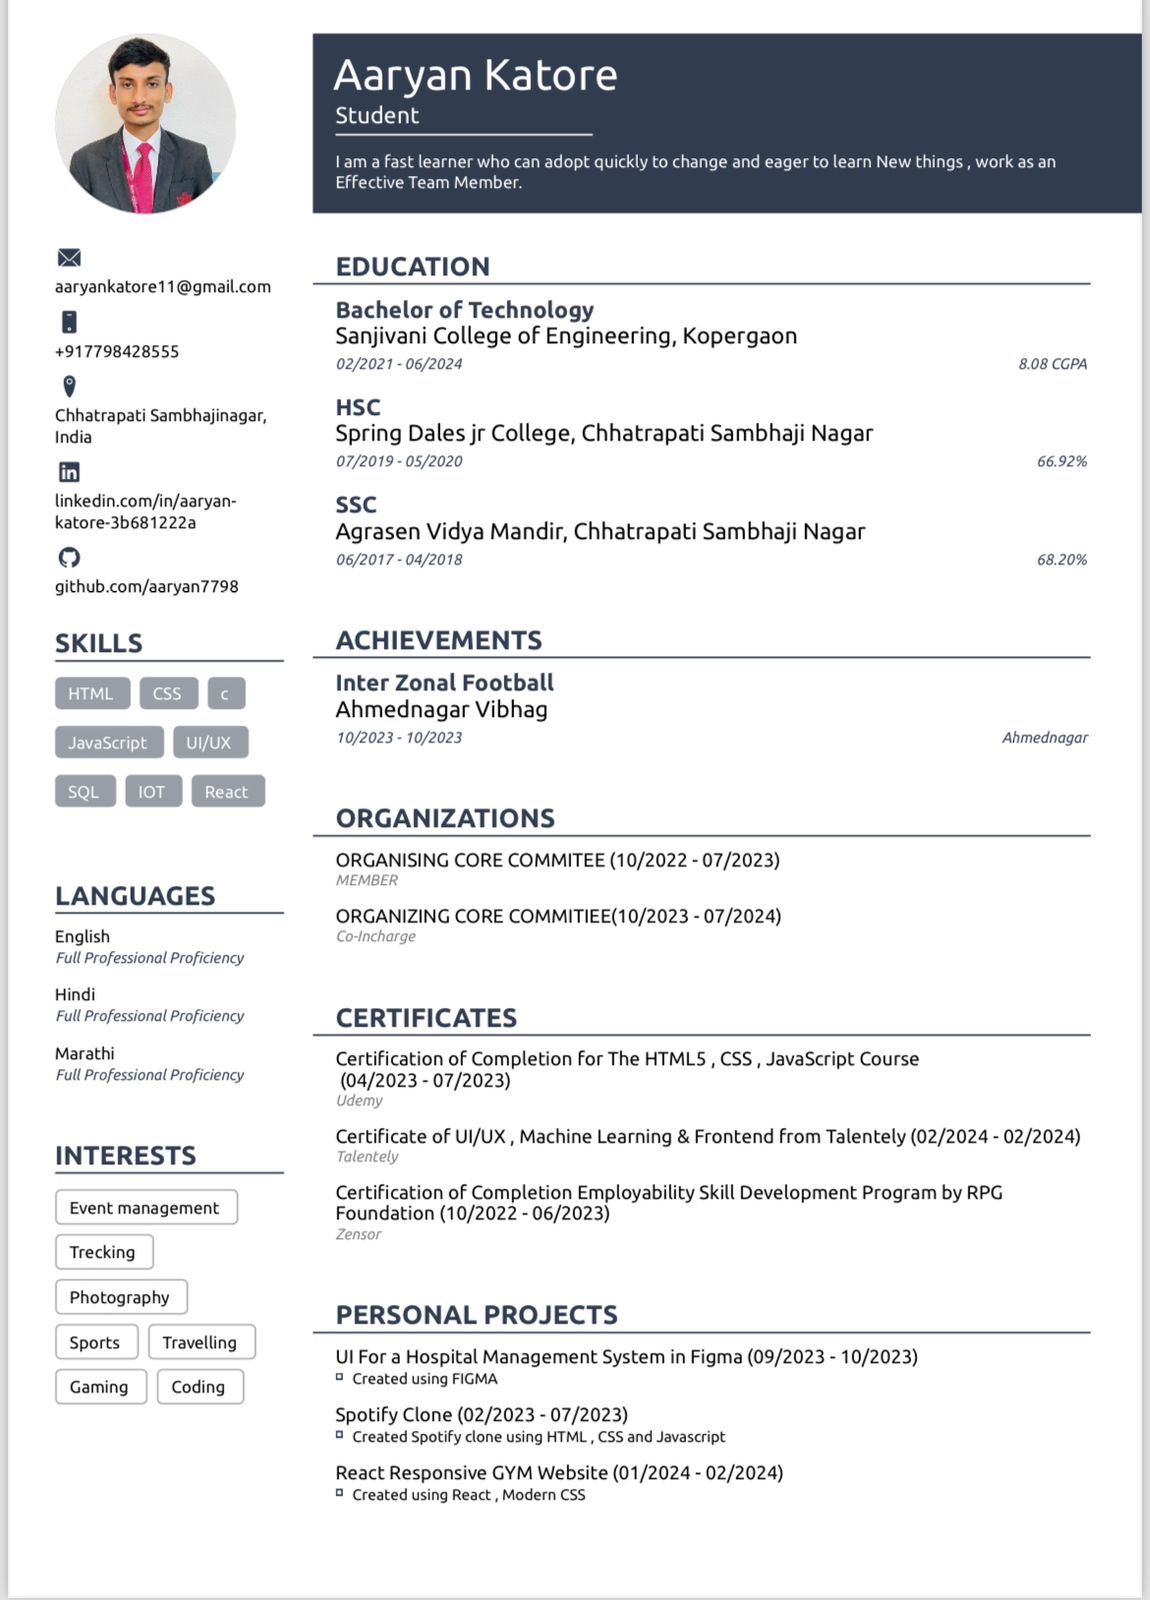 Aaryan Katore
Student
I am a fast learner who can adopt quickly to change and eager to learn New things , work as an
Effective Team Member.
aaryankatore11@gmail.com
+917798428555
Chhatrapati Sambhajinagar,
India
linkedin.com/in/aaryan-
katore-3b681222a
github.com/aaryan7798
SKILLS
HTML CSS c
JavaScript UI/UX
SQL IOT React
LANGUAGES
English
Full Professional Proficiency
Hindi
Full Professional Proficiency
Marathi
Full Professional Proficiency
INTERESTS
Event management
Trecking
Photography
Sports Travelling
Gaming Coding
EDUCATION
Bachelor of Technology
Sanjivani College of Engineering, Kopergaon
02/2021 - 06/2024 8.08 CGPA
HSC
Spring Dales jr College, Chhatrapati Sambhaji Nagar
07/2019 - 05/2020 66.92%
SSC
Agrasen Vidya Mandir, Chhatrapati Sambhaji Nagar
06/2017 - 04/2018 68.20%
ACHIEVEMENTS
Inter Zonal Football
Ahmednagar Vibhag
10/2023 - 10/2023 Ahmednagar
ORGANIZATIONS
ORGANISING CORE COMMITEE (10/2022 - 07/2023)
MEMBER
ORGANIZING CORE COMMITIEE(10/2023 - 07/2024)
Co-Incharge
CERTIFICATES
Certification of Completion for The HTML5 , CSS , JavaScript Course
(04/2023 - 07/2023)
Udemy
Certificate of UI/UX , Machine Learning & Frontend from Talentely (02/2024 - 02/2024)
Talentely
Certification of Completion Employability Skill Development Program by RPG
Foundation (10/2022 - 06/2023)
Zensor
PERSONAL PROJECTS
UI For a Hospital Management System in Figma (09/2023 - 10/2023)
Created using FIGMA
Spotify Clone (02/2023 - 07/2023)
Created Spotify clone using HTML , CSS and Javascript
React Responsive GYM Website (01/2024 - 02/2024)
Created using React , Modern CSS